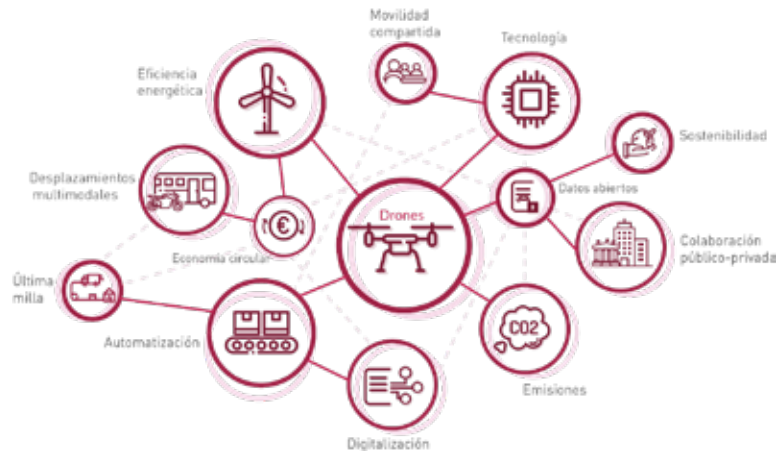 Movilidad
compartida
Tecnología
Eficiencia
energética
Sostenibilidad
Desplazamientos
multimodales
Drones
Datos abiertos
€
Economía circular
Colaboración
público-privada
Última
milla
Automatización
CO2
Emisiones
Digitalización